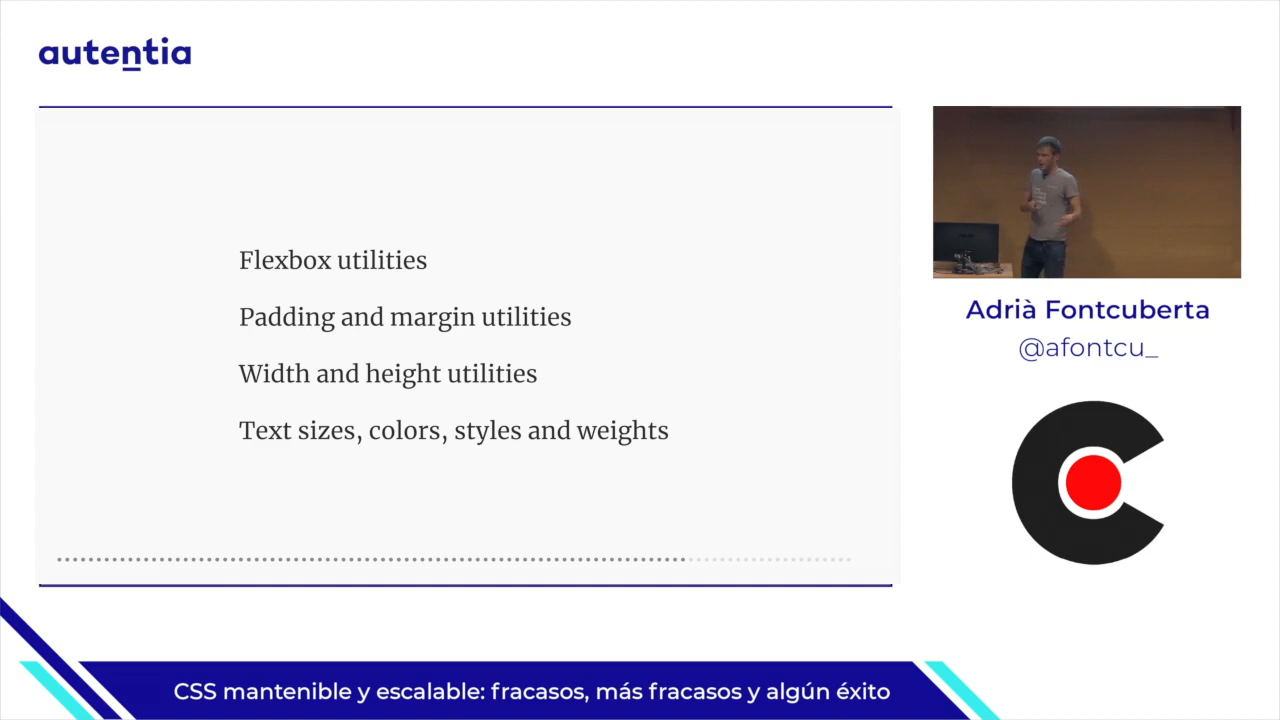 autentia
Flexbox utilities
Padding and margin utilities
Width and height utilities
Text sizes, colors, styles and weights
Adrià Fontcuberta
@afontcu_
CSS mantenible y escalable: fracasos, más fracasos y algún éxito